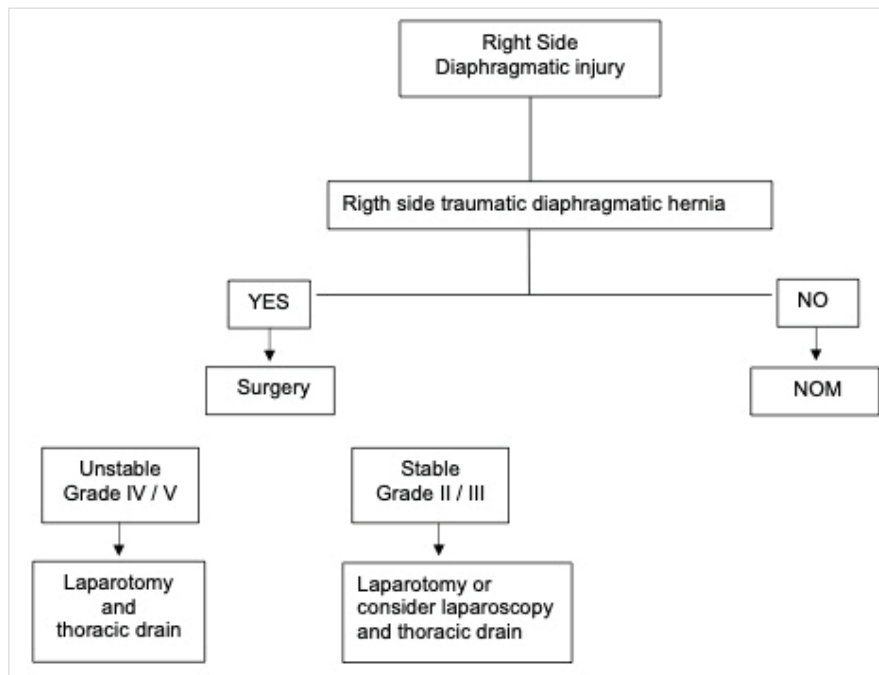 Right Side
Diaphragmatic injury
Rigth side traumatic diaphragmatic hernia
YES
NO
Surgery
NOM
Unstable
Grade IV / V
Stable
Grade II / III
Laparotomy
and
thoracic drain
Laparotomy or
consider laparoscopy
and thoracic drain